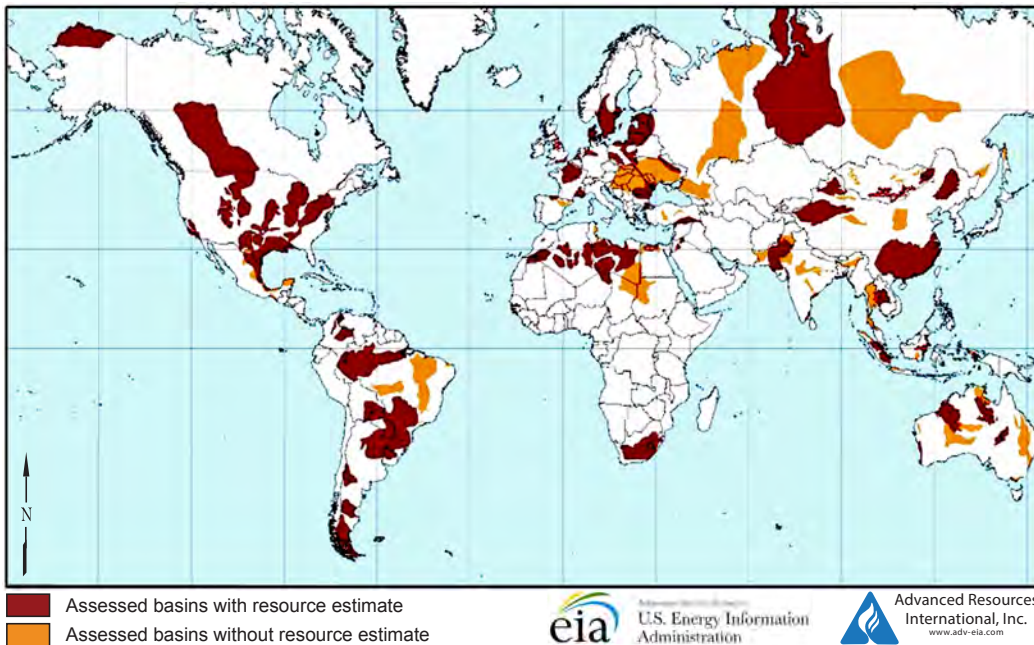 N
Assessed basins with resource estimate
Assessed basins without resource estimate
eia
U.S. Energy Information
Administration
Advanced Resources
International, Inc.
www.adv-eia.com